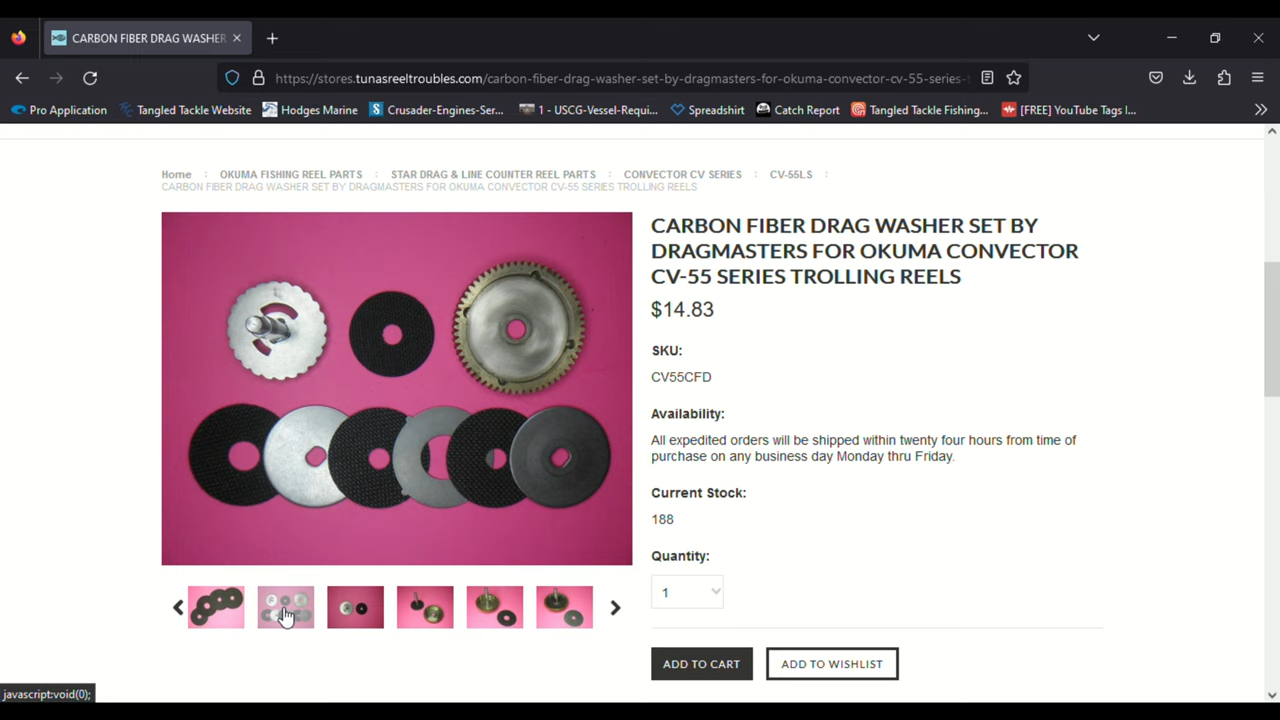 CARBON FIBER DRAG WASHER
https://stores.tunasreeltroubles.com/carbon-fiber-drag-washer-set-by-dragmasters-for-okuma-convector-cv-55-series-
Pro Application Tangled Tackle Website Hodges Marine Crusader-Engines-Ser... 1 - USCG-Vessel-Requi... Spreadshirt Catch Report Tangled Tackle Fishing... [FREE] YouTube Tags I...
Home : OKUMA FISHING REEL PARTS : STAR DRAG & LINE COUNTER REEL PARTS : CONVECTOR CV SERIES : CV-55LS :
CARBON FIBER DRAG WASHER SET BY DRAGMASTERS FOR OKUMA CONVECTOR CV-55 SERIES TROLLING REELS
CARBON FIBER DRAG WASHER SET BY
DRAGMASTERS FOR OKUMA CONVECTOR
CV-55 SERIES TROLLING REELS
$14.83
SKU:
CV55CFD
Availability:
All expedited orders will be shipped within twenty four hours from time of
purchase on any business day Monday thru Friday.
Current Stock:
188
Quantity:
1
ADD TO CART ADD TO WISHLIST
javascript:void(0);